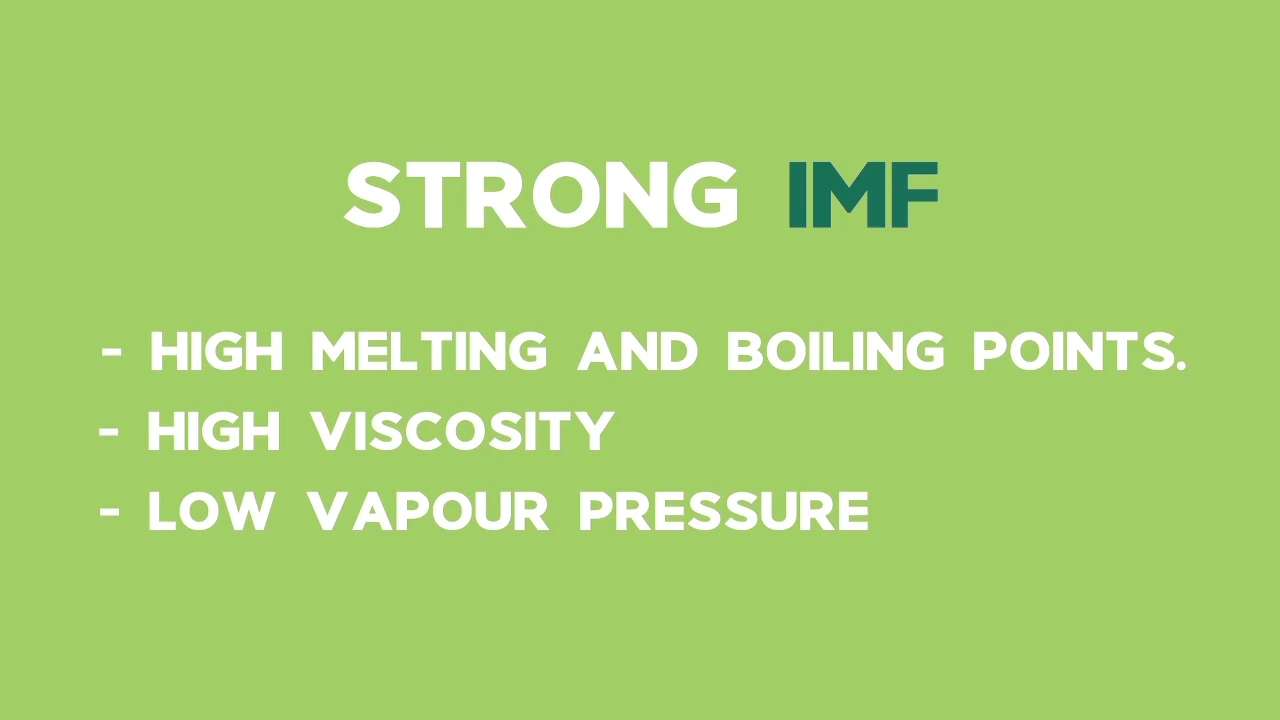 STRONG IMF
- HIGH MELTING AND BOILING POINTS.
- HIGH VISCOSITY
- LOW VAPOUR PRESSURE